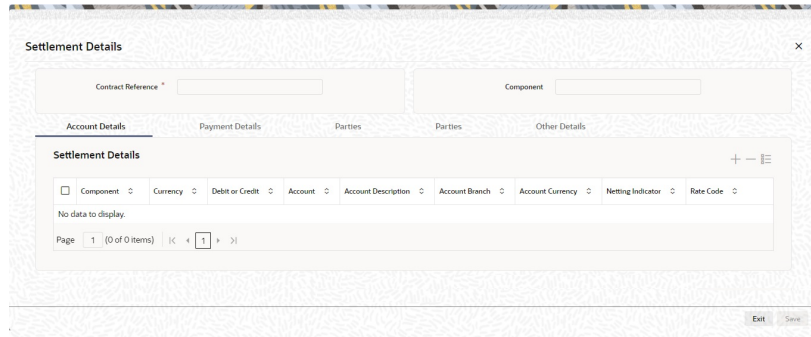 Settlement Details
Contract Reference *
Component
Account Details Payment Details Parties Parties Other Details
Settlement Details
Component Currency Debit or Credit Account Account Description Account Branch Account Currency Netting Indicator Rate Code
No data to display.
Page 1 (0 of 0 items) 1
Exit Save